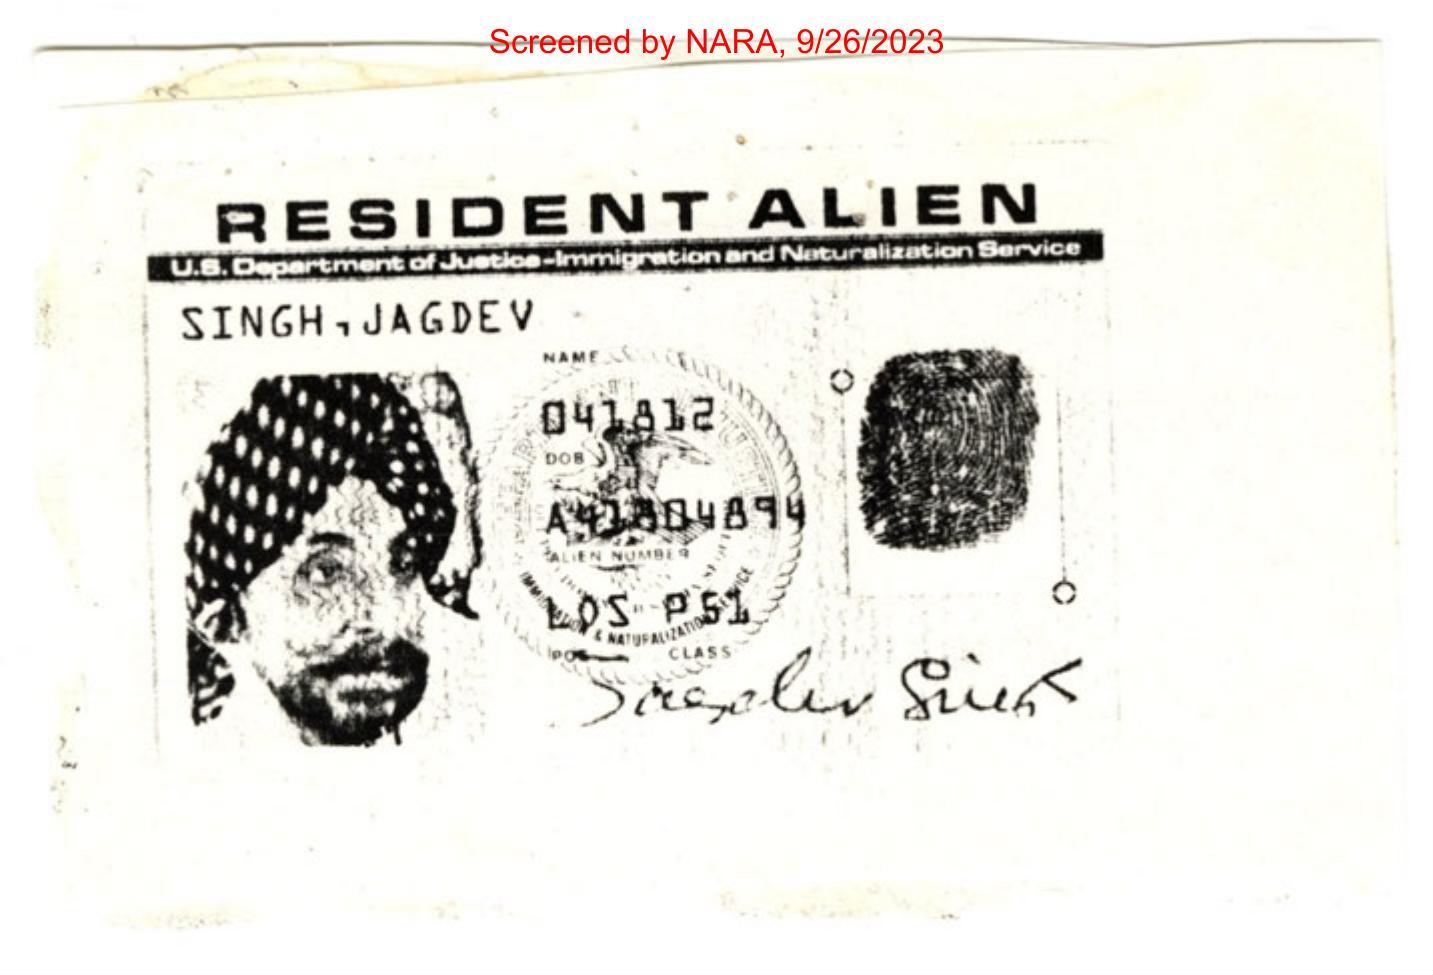 Screened by NARA, 9/26/2023
RESIDENT ALIEN
U.S. Department of Justice-Immigration and Naturalization Service
SINGH, JAGDEV
NAME
041812
DOB
A41804894
ALIEN NUMBER
LOS P51
IMMIGRATION & NATURALIZATION SERVICE
POE CLASS
Jagdev Singh